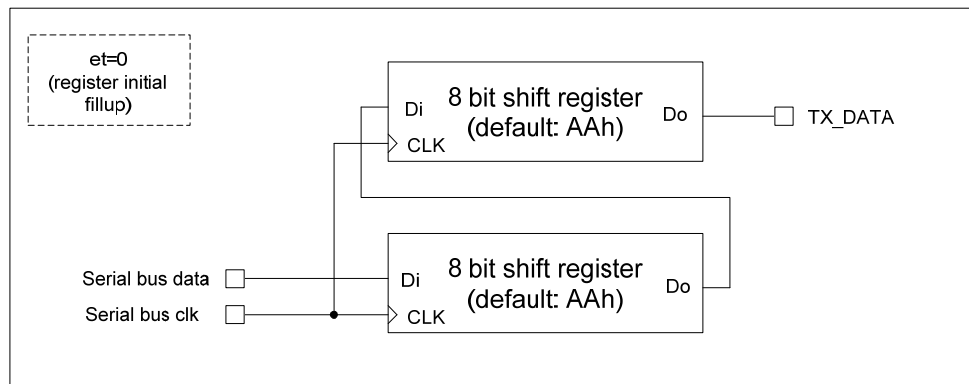 et=0
(register initial
fillup)
8 bit shift register
(default: AAh)
Di
CLK
Do
TX_DATA
8 bit shift register
(default: AAh)
Serial bus data
Di
Do
Serial bus clk
CLK